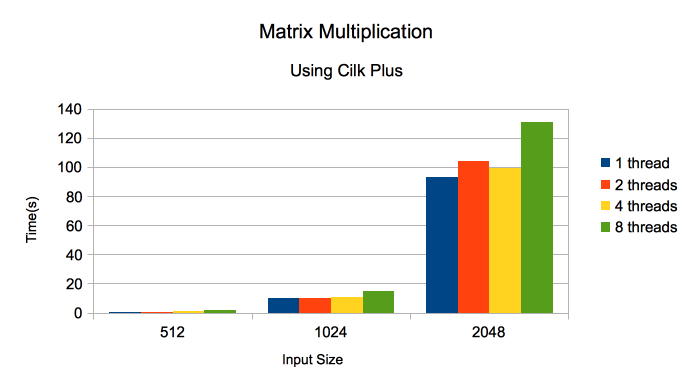 Matrix Multiplication
Using Cilk Plus
140
120
100
80
60
40
20
0
Time(s)
512
1024
2048
Input Size
1 thread
2 threads
4 threads
8 threads